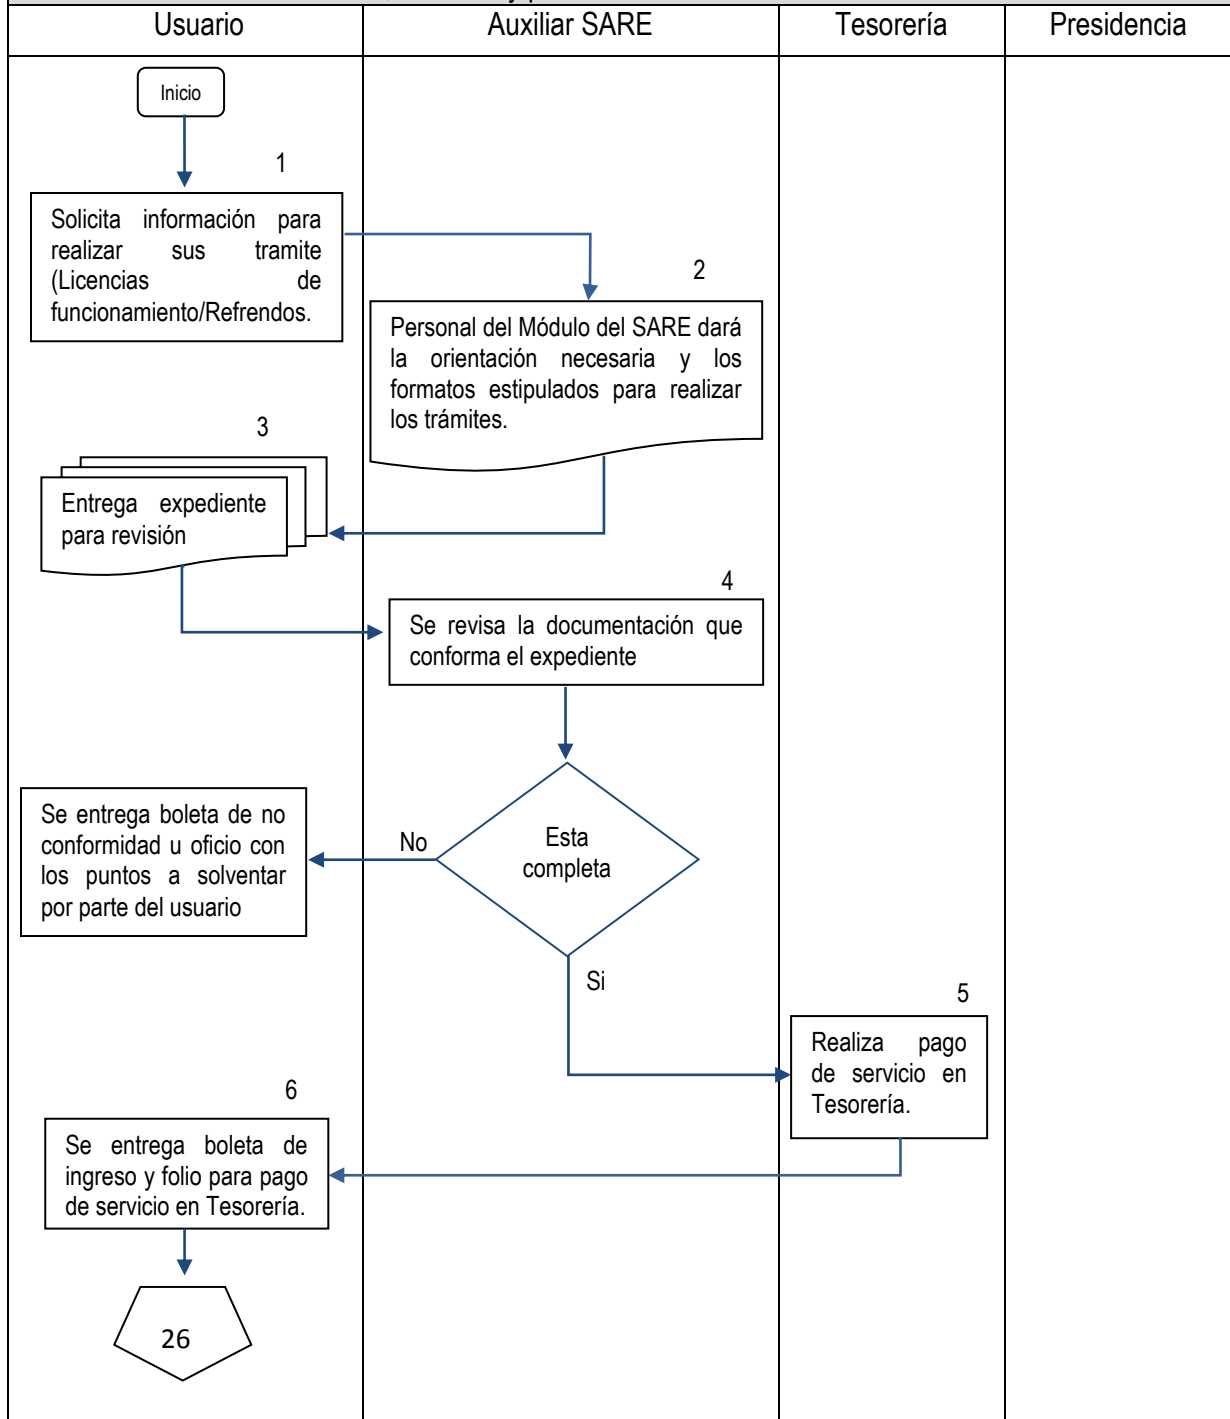 Usuario
Auxiliar SARE
Tesorería
Presidencia
Inicio
1
Solicita información para
realizar sus tramite
(Licencias de
funcionamiento/Refrendos.
2
Personal del Módulo del SARE dará
la orientación necesaria y los
formatos estipulados para realizar
los trámites.
3
Entrega expediente
para revisión
4
Se revisa la documentación que
conforma el expediente
Esta
completa
No
Se entrega boleta de no
conformidad u oficio con
los puntos a solventar
por parte del usuario
Si
5
Realiza pago
de servicio en
Tesorería.
6
Se entrega boleta de
ingreso y folio para pago
de servicio en Tesorería.
26